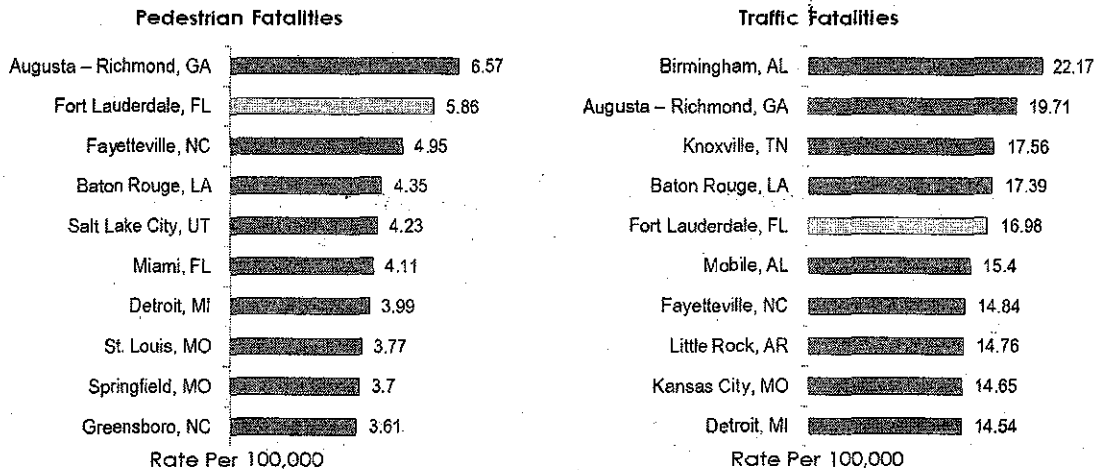 Pedestrian Fatalities
Augusta – Richmond, GA 6.57
Fort Lauderdale, FL 5.86
Fayetteville, NC 4.95
Baton Rouge, LA 4.35
Salt Lake City, UT 4.23
Miami, FL 4.11
Detroit, MI 3.99
St. Louis, MO 3.77
Springfield, MO 3.7
Greensboro, NC 3.61
Rate Per 100,000
Traffic Fatalities
Birmingham, AL 22.17
Augusta – Richmond, GA 19.71
Knoxville, TN 17.56
Baton Rouge, LA 17.39
Fort Lauderdale, FL 16.98
Mobile, AL 15.4
Fayetteville, NC 14.84
Little Rock, AR 14.76
Kansas City, MO 14.65
Detroit, MI 14.54
Rate Per 100,000